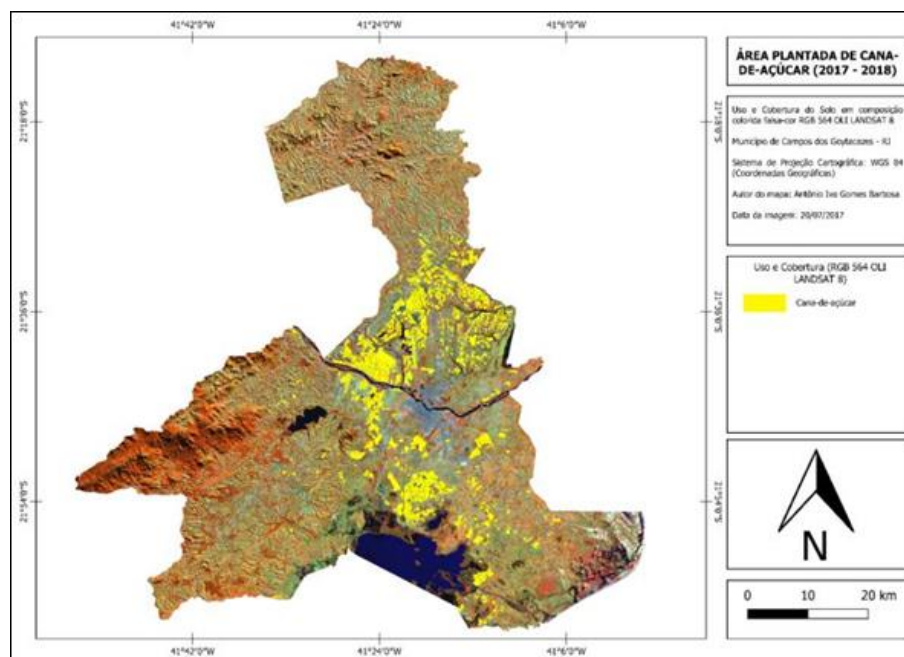 41°42'0"W 41°24'0"W 41°6'0"W
21°18'0"S
21°36'0"S
21°54'0"S
21°18'0"S
21°36'0"S
21°54'0"S
41°42'0"W 41°24'0"W 41°6'0"W
ÁREA PLANTADA DE CANA-
DE-AÇÚCAR (2017 - 2018)
Uso e Cobertura do Solo em composição
colorida falsa-cor RGB 564 OLI LANDSAT 8
Município de Campos dos Goytacazes - RJ
Sistema de Projeção Cartográfica: WGS 84
(Coordenadas Geográficas)
Autor do mapa: Antônio Ivo Gomes Barbosa
Data da imagem: 20/07/2017
Uso e Cobertura (RGB 564 OLI
LANDSAT 8)
Cana-de-açúcar
N
0 10 20 km